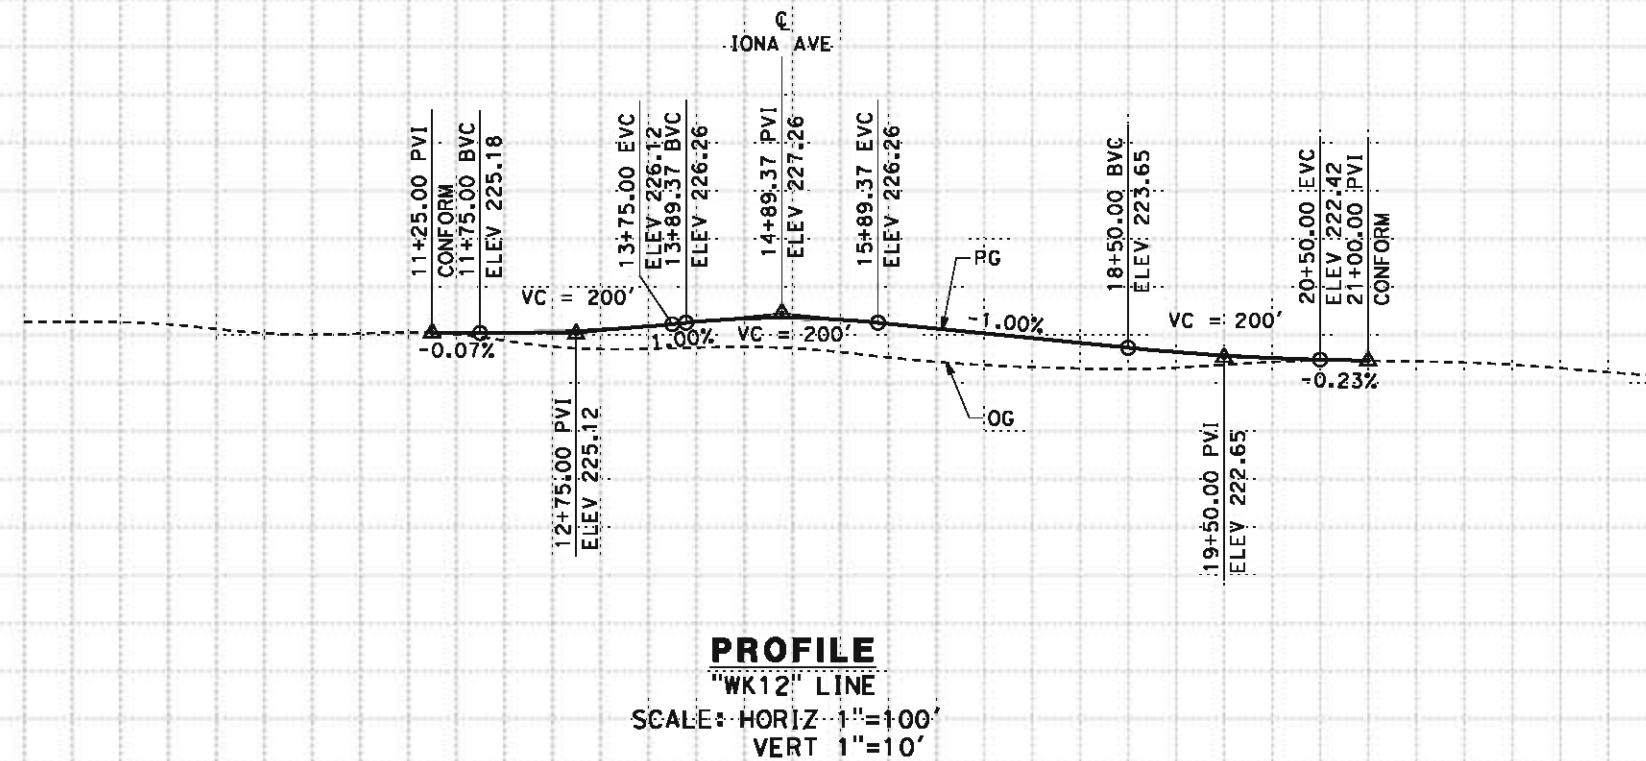 ℄
IONA AVE
11+25.00 PVI
CONFORM
11+75.00 BVC
ELEV 225.18
13+75.00 EVC
ELEV 226.12
13+89.37 BVC
ELEV 226.26
14+89.37 PVI
ELEV 227.26
15+89.37 EVC
ELEV 226.26
18+50.00 BVC
ELEV 223.65
20+50.00 EVC
ELEV 222.42
21+00.00 PVI
CONFORM
VC = 200'
PG
-0.07%
1.00%
VC = 200'
-1.00%
VC = 200'
-0.23%
OG
12+75.00 PVI
ELEV 225.12
19+50.00 PVI
ELEV 222.65
PROFILE
"WK12" LINE
SCALE: HORIZ 1"=100'
VERT 1"=10'